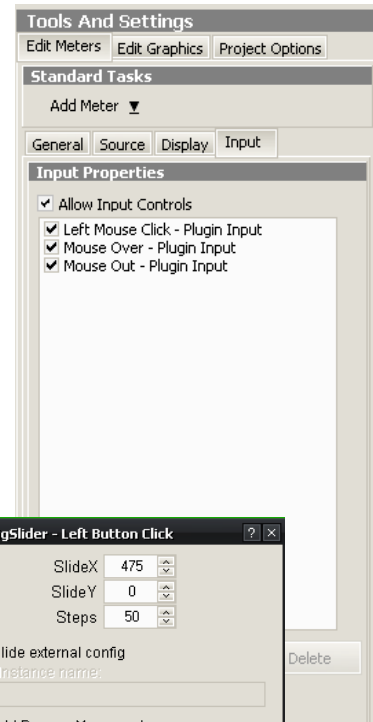 Tools And Settings
Edit Meters Edit Graphics Project Options
Standard Tasks
Add Meter
General Source Display Input
Input Properties
Allow Input Controls
Left Mouse Click - Plugin Input
Mouse Over - Plugin Input
Mouse Out - Plugin Input
gSlider - Left Button Click ? ×
SlideX 475
SlideY 0
Steps 50
lide external config
Delete
Instance name: